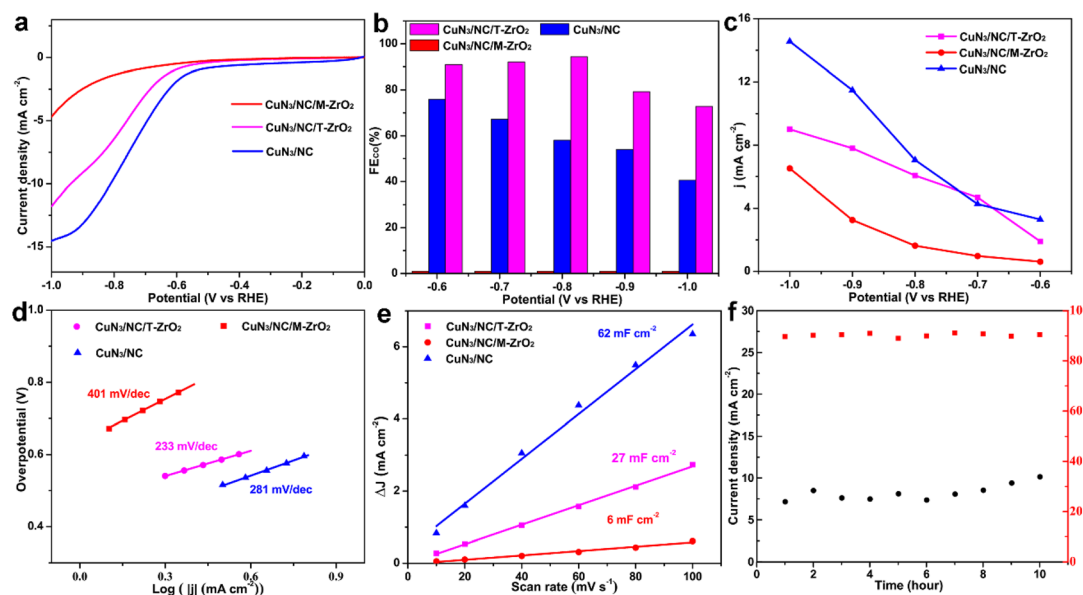 a
Current density (mA cm⁻²)
0
-5
-10
-15
CuN₃/NC/M-ZrO₂
CuN₃/NC/T-ZrO₂
CuN₃/NC
-1.0 -0.8 -0.6 -0.4 -0.2 0.0
Potential (V vs RHE)
b
FE_CO(%)
100
80
60
40
20
0
CuN₃/NC/T-ZrO₂ CuN₃/NC
CuN₃/NC/M-ZrO₂
-0.6 -0.7 -0.8 -0.9 -1.0
Potential (V vs RHE)
c
j (mA cm⁻²)
16
12
8
4
0
CuN₃/NC/T-ZrO₂
CuN₃/NC/M-ZrO₂
CuN₃/NC
-1.0 -0.9 -0.8 -0.7 -0.6
Potential (V vs RHE)
d
Overpotential (V)
1.0
0.8
0.6
0.4
CuN₃/NC/T-ZrO₂ CuN₃/NC/M-ZrO₂
CuN₃/NC
401 mV/dec
233 mV/dec
281 mV/dec
0.0 0.3 0.6 0.9
Log ( |j| (mA cm⁻²)
e
ΔJ (mA cm⁻²)
6
4
2
0
CuN₃/NC/T-ZrO₂
CuN₃/NC/M-ZrO₂
CuN₃/NC
62 mF cm⁻²
27 mF cm⁻²
6 mF cm⁻²
20 40 60 80 100
Scan rate (mV s⁻¹)
f
Current density (mA cm⁻²)
30
25
20
15
10
5
0
10
80
60
40
20
0
0 2 4 6 8 10
Time (hour)